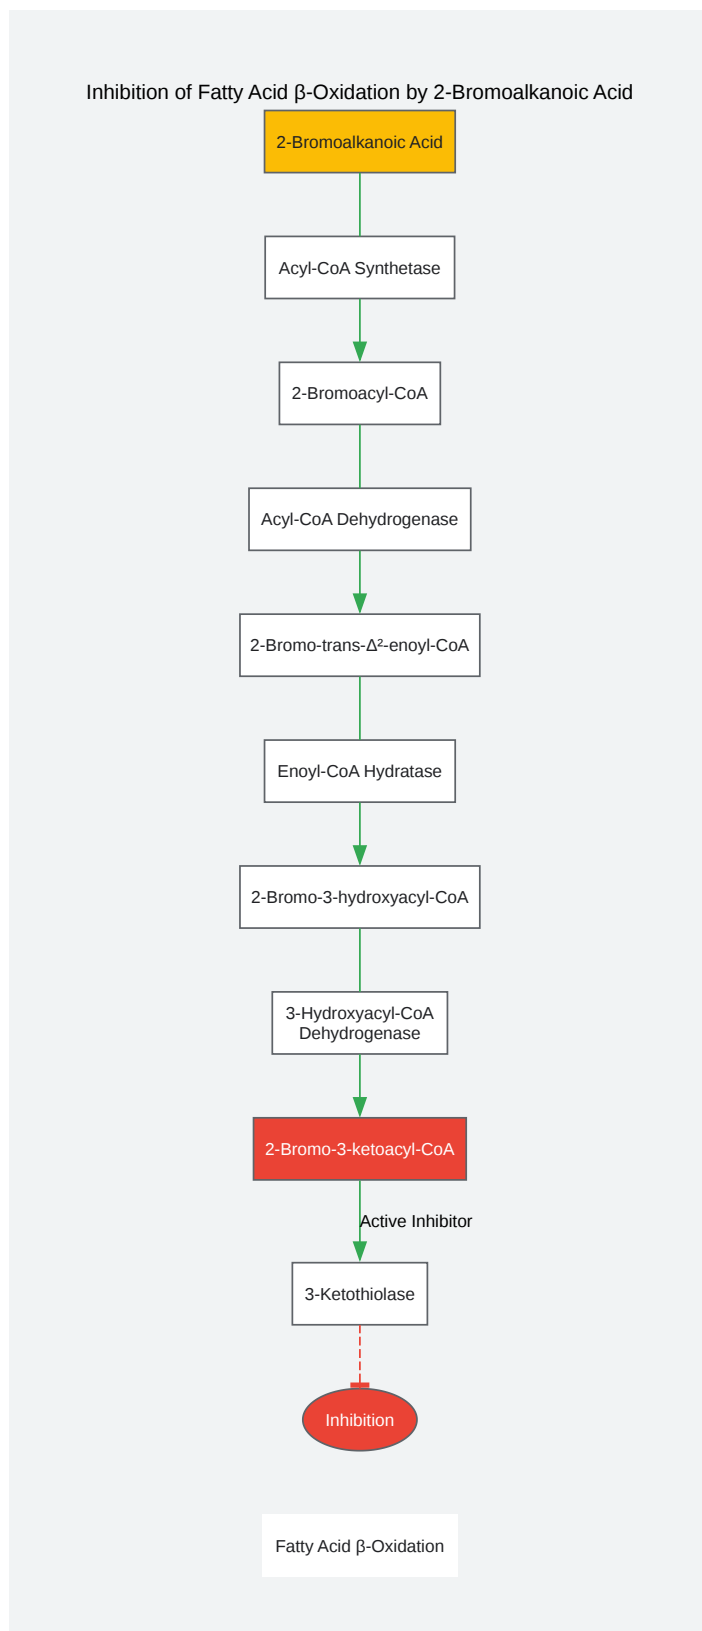 Inhibition of Fatty Acid β-Oxidation by 2-Bromoalkanoic Acid
2-Bromoalkanoic Acid
Acyl-CoA Synthetase
2-Bromoacyl-CoA
Acyl-CoA Dehydrogenase
2-Bromo-trans-Δ²-enoyl-CoA
Enoyl-CoA Hydratase
2-Bromo-3-hydroxyacyl-CoA
3-Hydroxyacyl-CoA
Dehydrogenase
2-Bromo-3-ketoacyl-CoA
Active Inhibitor
3-Ketothiolase
Inhibition
Fatty Acid β-Oxidation